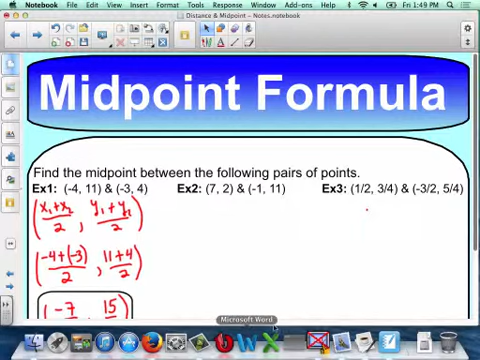 Notebook File Edit View Insert Format Tools Response Window Add-ons Help Fri 1:49 PM
Distance & Midpoint – Notes.notebook
Midpoint Formula
Find the midpoint between the following pairs of points.
Ex1: (-4, 11) & (-3, 4) Ex2: (7, 2) & (-1, 11) Ex3: (1/2, 3/4) & (-3/2, 5/4)
(x₁+x₂/2, y₁+y₂/2)
(-4+(-3)/2, 11+4/2)
(-7, 15
Microsoft Word